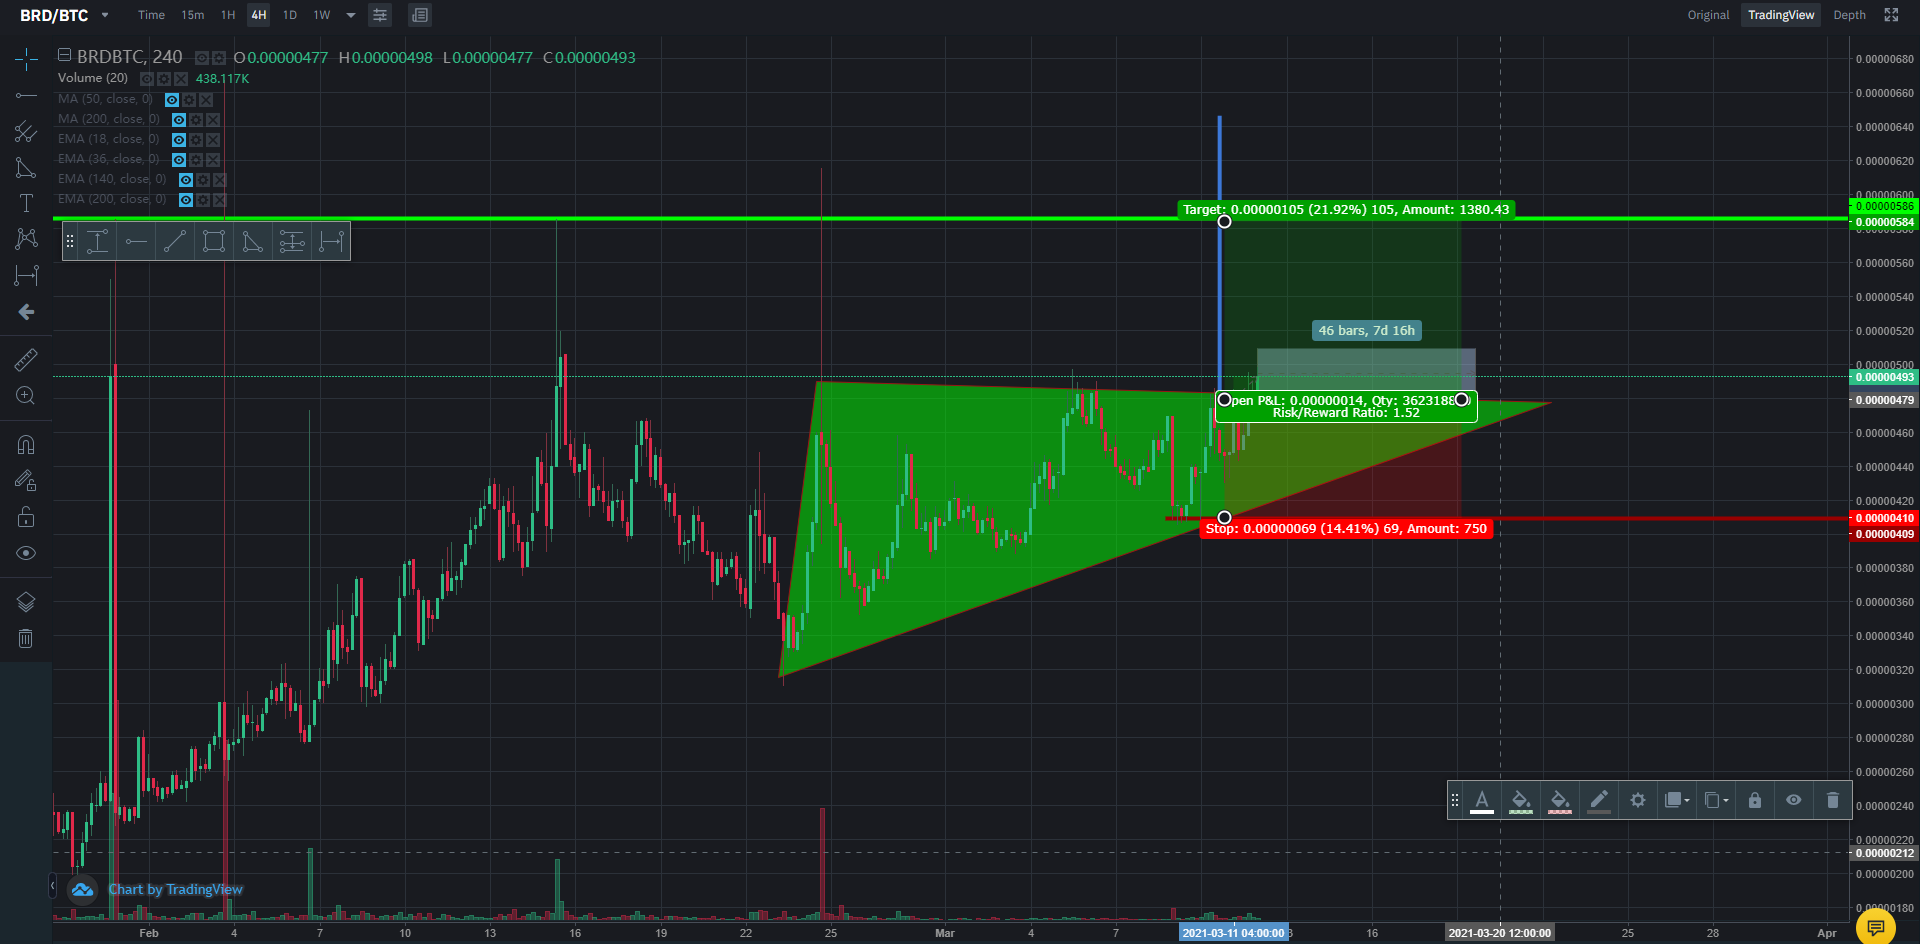 BRD/BTC Time 15m 1H 4H 1D 1W Original TradingView Depth
BRDBTC, 240 O0.00000477 H0.00000498 L0.00000477 C0.00000493
Volume (20) 438.117K
MA (50, close, 0)
MA (200, close, 0)
EMA (18, close, 0)
EMA (36, close, 0)
EMA (140, close, 0)
EMA (200, close, 0)
Target: 0.00000105 (21.92%) 105, Amount: 1380.43
46 bars, 7d 16h
pen P&L: 0.00000014, Qty: 3623188
Risk/Reward Ratio: 1.52
Stop: 0.00000069 (14.41%) 69, Amount: 750
0.00000680
0.00000660
0.00000640
0.00000620
0.00000600
0.00000586
0.00000584
0.00000580
0.00000560
0.00000540
0.00000520
0.00000500
0.00000493
0.00000479
0.00000460
0.00000440
0.00000420
0.00000410
0.00000409
0.00000380
0.00000360
0.00000340
0.00000320
0.00000300
0.00000280
0.00000260
0.00000240
0.00000220
0.00000212
0.00000200
0.00000180
Chart by TradingView
Feb 4 7 10 13 16 19 22 25 Mar 4 7 2021-03-11 04:00:00 3 16 2021-03-20 12:00:00 25 28 Apr